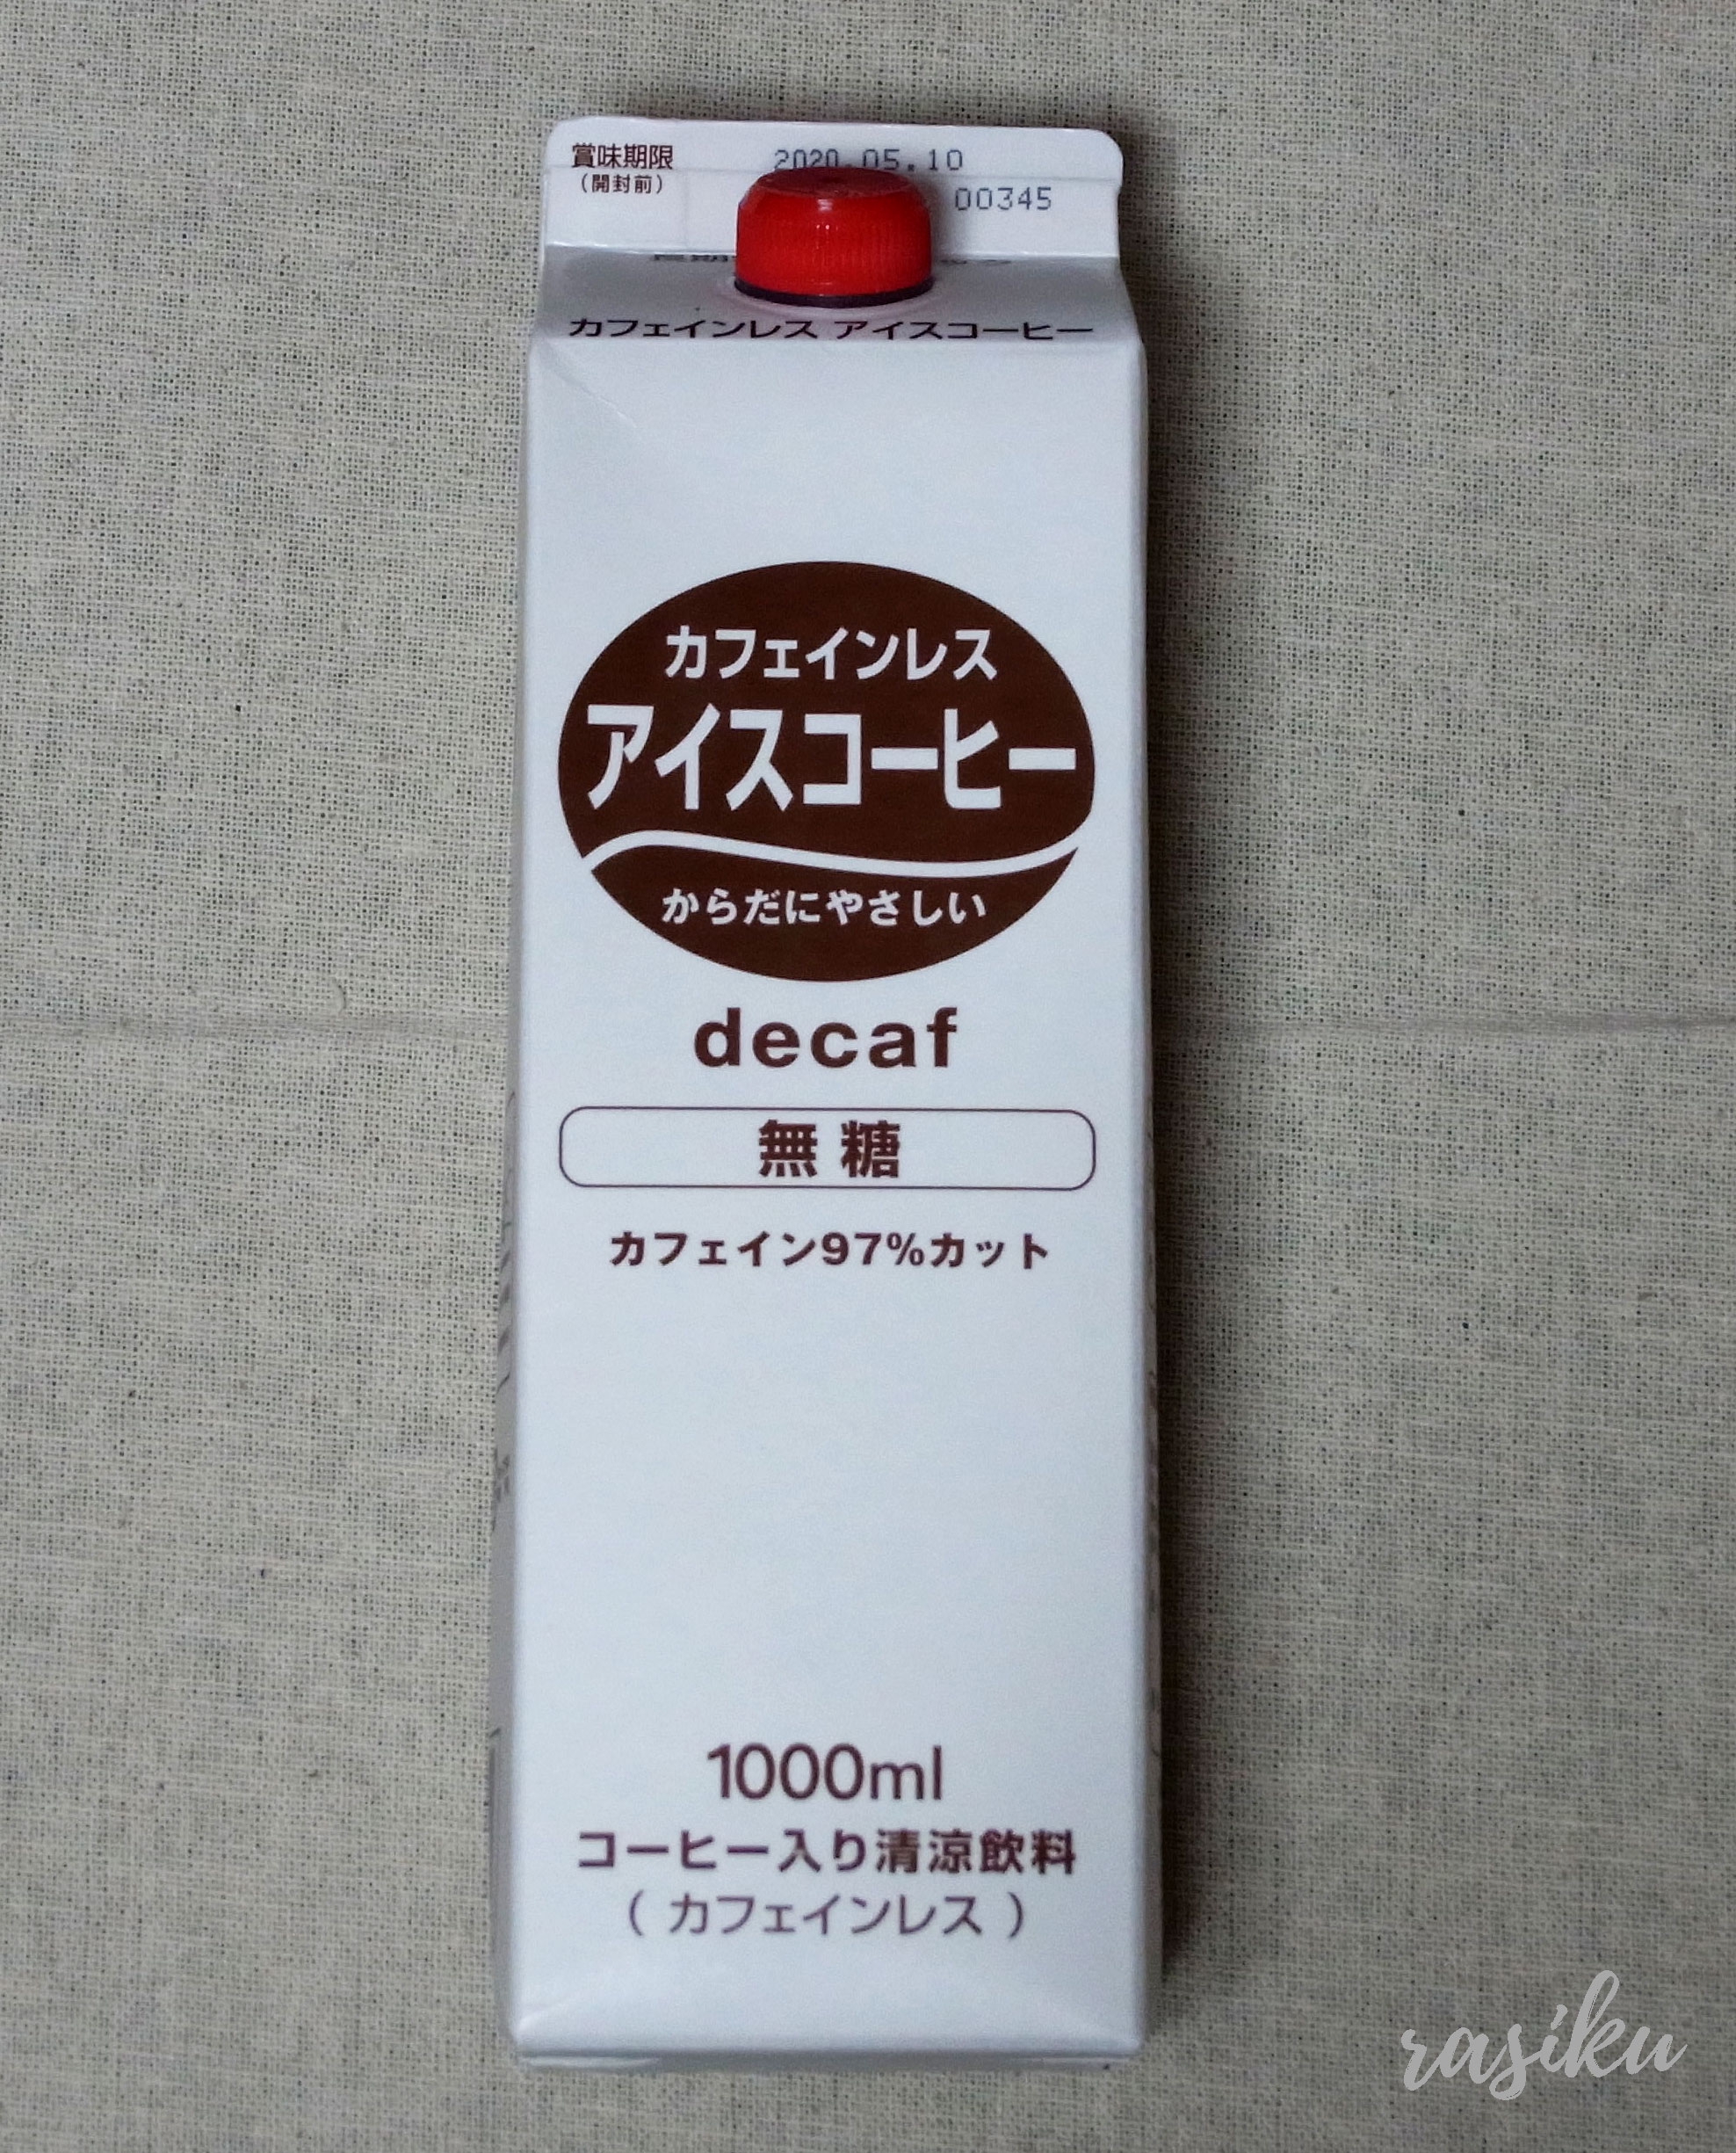 賞味期限 2020.05.10
(開封前) 00345
カフェインレス アイスコーヒー
カフェインレス
アイスコーヒー
からだにやさしい
decaf
無糖
カフェイン97%カット
1000ml
コーヒー入り清涼飲料
(カフェインレス)
rasiku